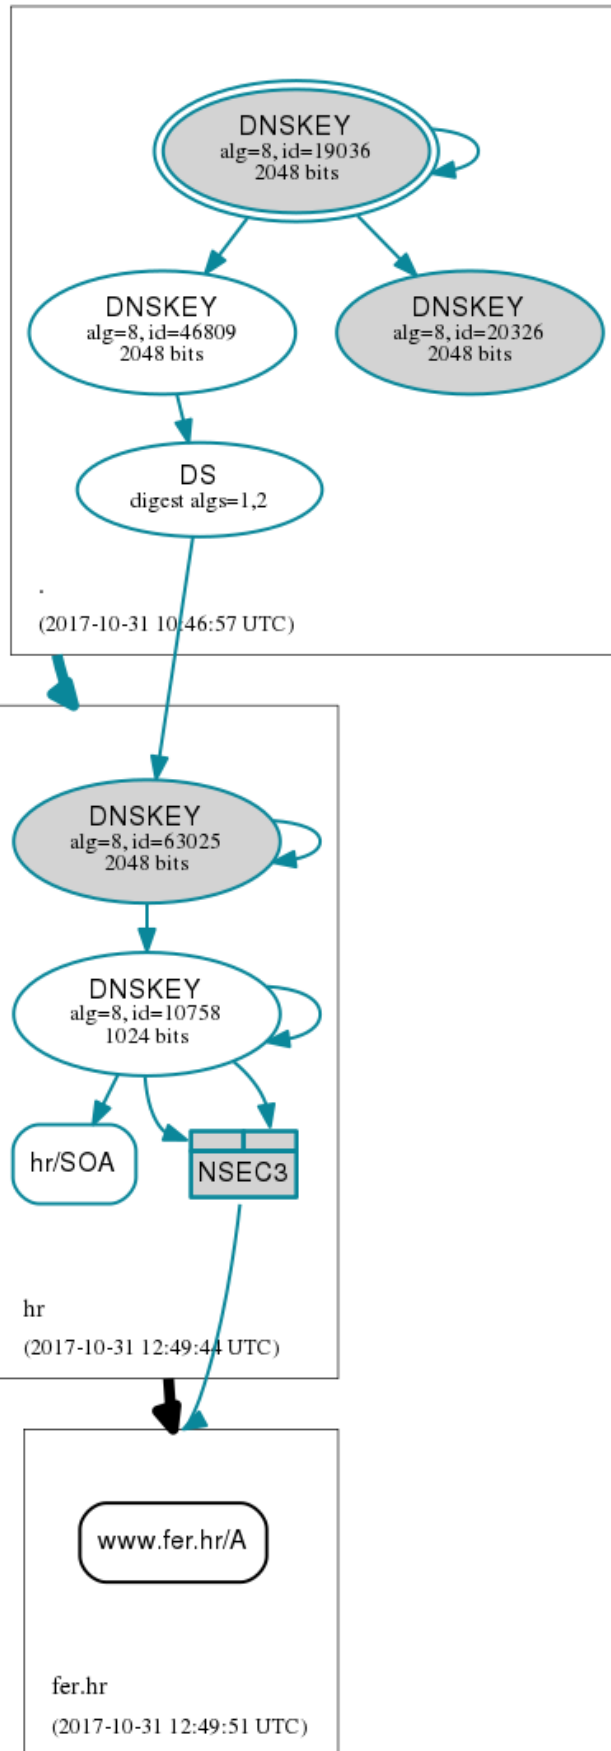 DNSKEY
alg=8, id=19036
2048 bits
DNSKEY
alg=8, id=46809
2048 bits
DNSKEY
alg=8, id=20326
2048 bits
DS
digest algs=1,2
.
(2017-10-31 10:46:57 UTC)
DNSKEY
alg=8, id=63025
2048 bits
DNSKEY
alg=8, id=10758
1024 bits
hr/SOA
NSEC3
hr
(2017-10-31 12:49:44 UTC)
www.fer.hr/A
fer.hr
(2017-10-31 12:49:51 UTC)